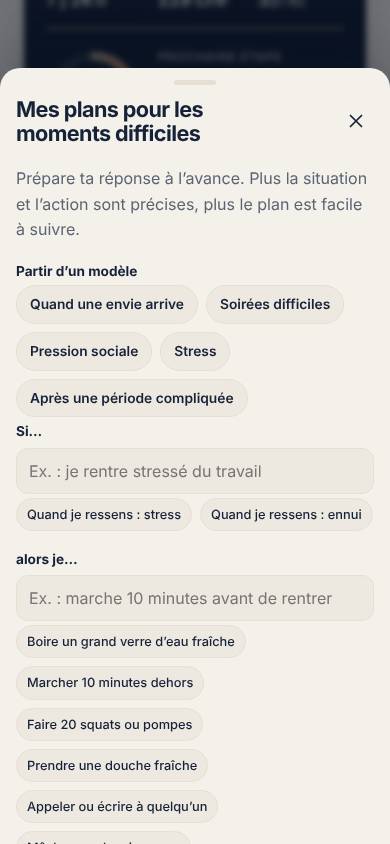 Mes plans pour les
moments difficiles
Prépare ta réponse à l’avance. Plus la situation
et l’action sont précises, plus le plan est facile
à suivre.
Partir d’un modèle
Quand une envie arrive
Soirées difficiles
Pression sociale
Stress
Après une période compliquée
Si…
Ex. : je rentre stressé du travail
Quand je ressens : stress
Quand je ressens : ennui
alors je…
Ex. : marche 10 minutes avant de rentrer
Boire un grand verre d’eau fraîche
Marcher 10 minutes dehors
Faire 20 squats ou pompes
Prendre une douche fraîche
Appeler ou écrire à quelqu’un